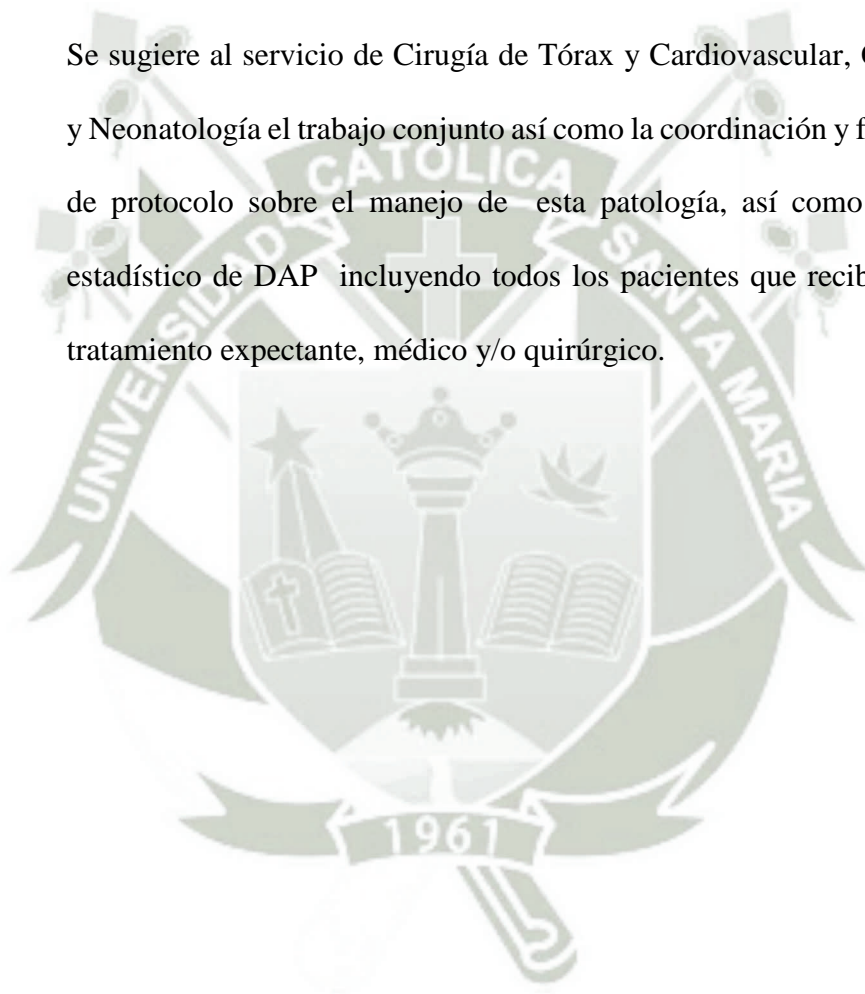 Se sugiere al servicio de Cirugía de Tórax y Cardiovascular,
y Neonatología el trabajo conjunto así como la coordinación y
de protocolo sobre el manejo de esta patología, así como
estadístico de DAP incluyendo todos los pacientes que
tratamiento expectante, médico y/o quirúrgico.
UNIVERSIDAD CATÓLICA SANTA MARIA
1961